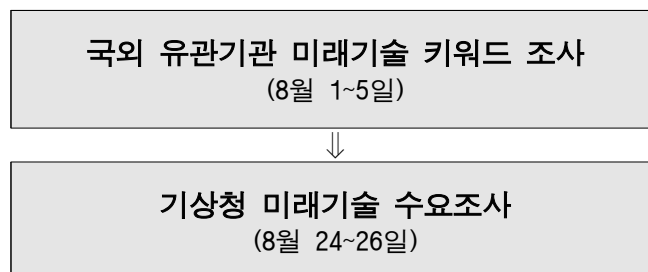 국외 유관기관 미래기술 키워드 조사
(8월 1~5일)
⇓
기상청 미래기술 수요조사
(8월 24~26일)